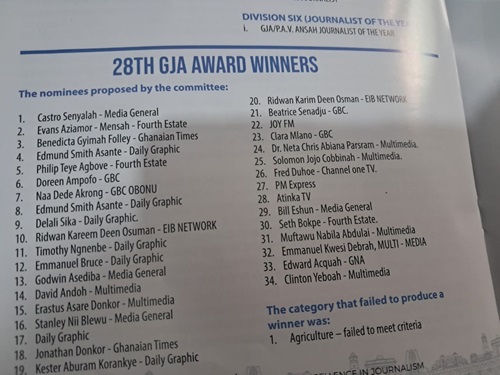 DIVISION SIX (JOURNALIST OF THE YEA
i. GJA/P.A.V. ANSAH JOURNALIST OF THE YEAR
28TH GJA AWARD WINNERS
The nominees proposed by the committee:
1. Castro Senyalah - Media General
2. Evans Aziamor - Mensah - Fourth Estate
3. Benedicta Gyimah Folley - Ghanaian Times
4. Edmund Smith Asante - Daily Graphic
5. Philip Teye Agbove - Fourth Estate
6. Doreen Ampofo - GBC
7. Naa Dede Akrong - GBC OBONU
8. Edmund Smith Asante - Daily Graphic
9. Delali Sika - Daily Graphic.
10. Ridwan Kareem Deen Osuman - EIB NETWORK
11. Timothy Ngnenbe - Daily Graphic
12. Emmanuel Bruce - Daily Graphic
13. Godwin Asediba - Media General
14. David Andoh - Multimedia
15. Erastus Asare Donkor - Multimedia
16. Stanley Nii Blewu - Media General
17. Daily Graphic
18. Jonathan Donkor - Ghanaian Times
19. Kester Aburam Korankye - Daily Graphic
20. Ridwan Karim Deen Osman - EIB NETWORK
21. Beatrice Senadju - GBC.
22. JOY FM
23. Clara Mlano - GBC
24. Dr. Neta Chris Abiana Parsram - Multimedia.
25. Solomon Jojo Cobbinah - Multimedia.
26. Fred Duhoe - Channel one TV.
27. PM Express
28. Atinka TV
29. Bill Eshun - Media General
30. Seth Bokpe - Fourth Estate.
31. Muftawu Nabila Abdulai - Multimedia
32. Emmanuel Kwesi Debrah, MULTI - MEDIA
33. Edward Acquah - GNA
34. Clinton Yeboah - Multimedia
The category that failed to produce a
winner was:
1. Agriculture – failed to meet criteria
IN JOURNALISM